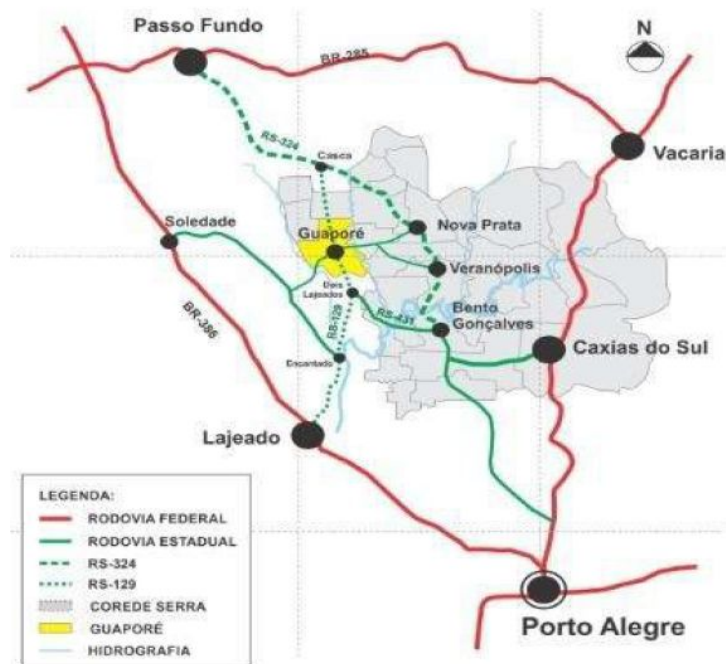 Passo Fundo
N
BR-285
RS-324
Casca
Vacaria
Soledade
Guaporé
Nova Prata
Veranópolis
Dois
Lajeados
BR-386
RS-129
RS-431
Bento
Gonçalves
Encantado
Caxias do Sul
Lajeado
LEGENDA:
RODOVIA FEDERAL
RODOVIA ESTADUAL
RS-324
RS-129
COREDE SERRA
GUAPORÉ
HIDROGRAFIA
Porto Alegre